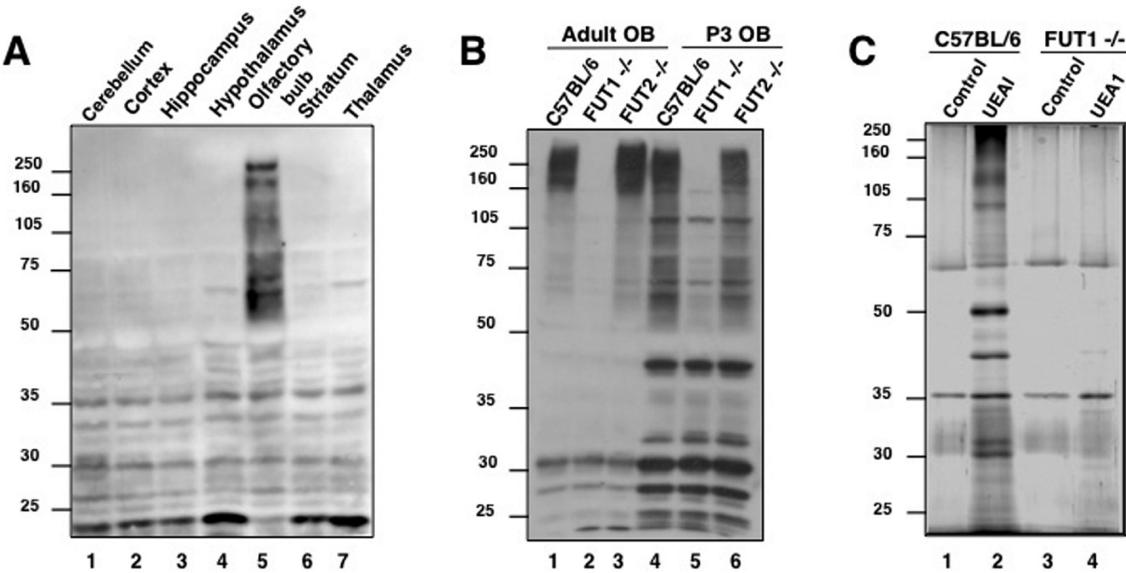 A
Cerebellum
Cortex
Hippocampus
Hypothalamus
Olfactory
bulb
Striatum
Thalamus
250
160
105
75
50
35
30
25
1 2 3 4 5 6 7
B
Adult OB P3 OB
C57BL/6
FUT1 -/-
FUT2 -/-
C57BL/6
FUT1 -/-
FUT2 -/-
250
160
105
75
50
35
30
25
1 2 3 4 5 6
C
C57BL/6 FUT1 -/-
Control
UEAI
Control
UEA1
250
160
105
75
50
35
30
25
1 2 3 4